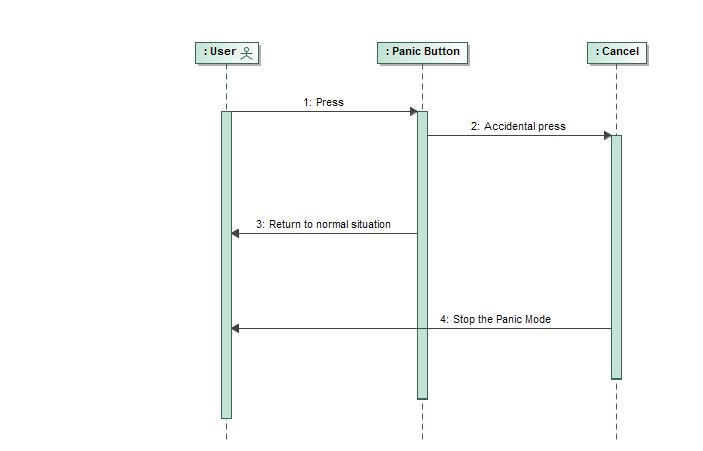 : User
: Panic Button
: Cancel
1: Press
2: Accidental press
3: Return to normal situation
4: Stop the Panic Mode